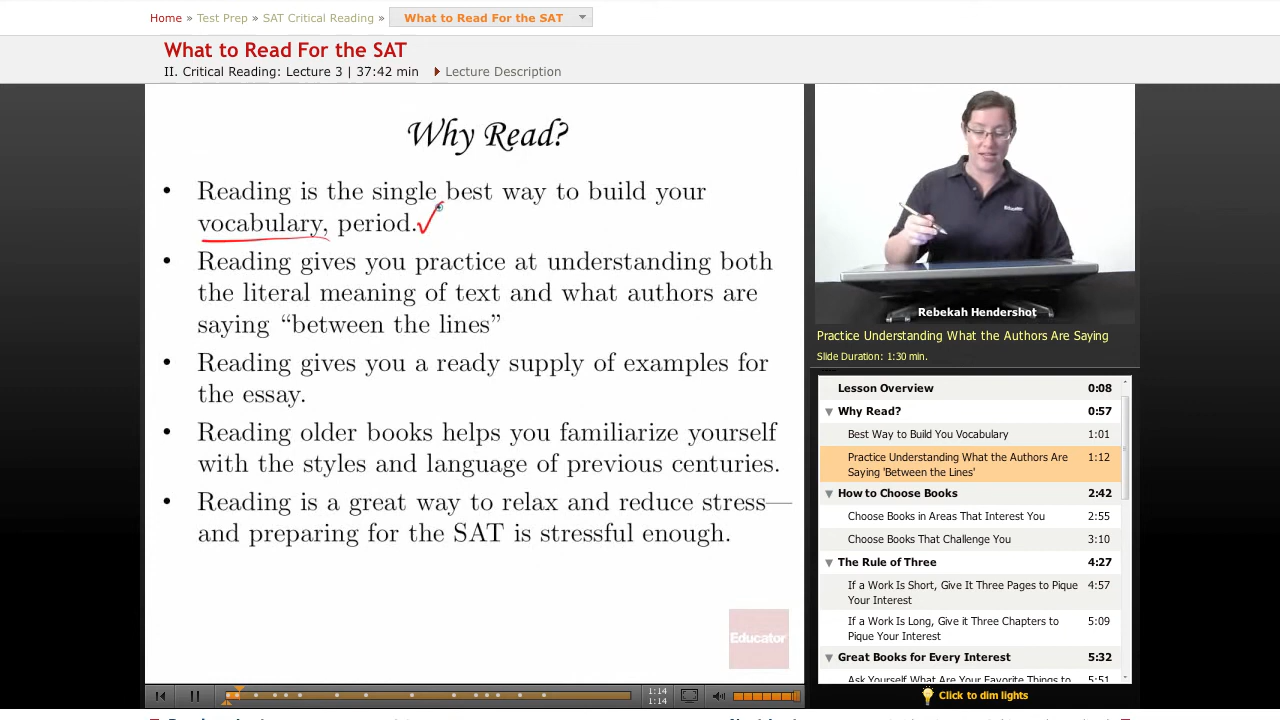 Home » Test Prep » SAT Critical Reading » What to Read For the SAT
What to Read For the SAT
II. Critical Reading: Lecture 3 | 37:42 min Lecture Description
Why Read?
• Reading is the single best way to build your
vocabulary, period.
• Reading gives you practice at understanding both
the literal meaning of text and what authors are
saying “between the lines”
• Reading gives you a ready supply of examples for
the essay.
• Reading older books helps you familiarize yourself
with the styles and language of previous centuries.
• Reading is a great way to relax and reduce stress—
and preparing for the SAT is stressful enough.
Educator
1:14
1:14
Rebekah Hendershot
Practice Understanding What the Authors Are Saying
Slide Duration: 1:30 min.
Lesson Overview 0:08
Why Read? 0:57
Best Way to Build You Vocabulary 1:01
Practice Understanding What the Authors Are 1:12
Saying 'Between the Lines'
How to Choose Books 2:42
Choose Books in Areas That Interest You 2:55
Choose Books That Challenge You 3:10
The Rule of Three 4:27
If a Work Is Short, Give It Three Pages to Pique 4:57
Your Interest
If a Work Is Long, Give it Three Chapters to 5:09
Pique Your Interest
Great Books for Every Interest 5:32
Ask Yourself What Are Your Favorite Things to 5:51
Click to dim lights